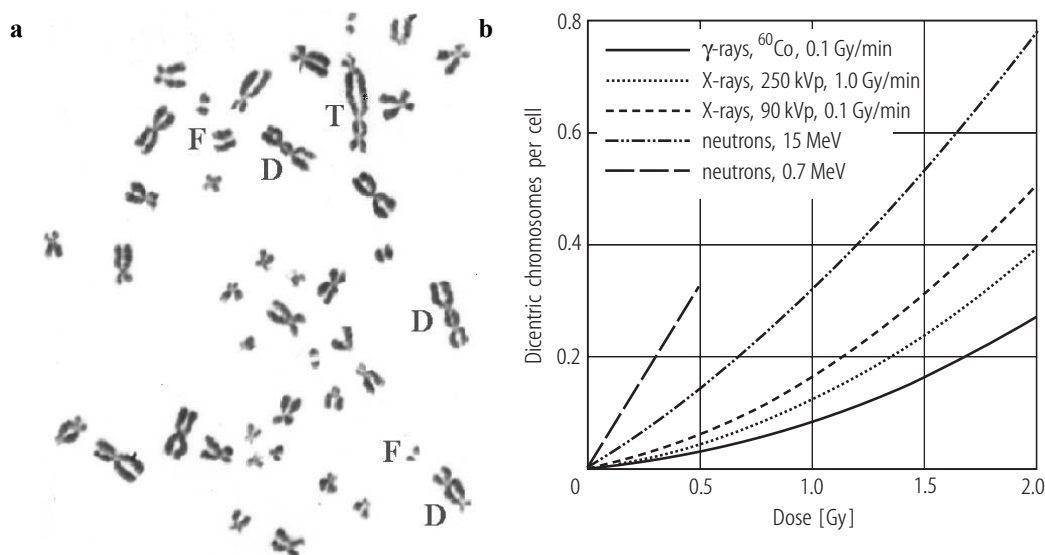 a
F
D
T
D
F
D
b
0.8
0.6
0.4
0.2
0
0 0.5 1.0 1.5 2.0
Dicentric chromosomes per cell
Dose [Gy]
γ-rays, ⁶⁰Co, 0.1 Gy/min
X-rays, 250 kVp, 1.0 Gy/min
X-rays, 90 kVp, 0.1 Gy/min
neutrons, 15 MeV
neutrons, 0.7 MeV